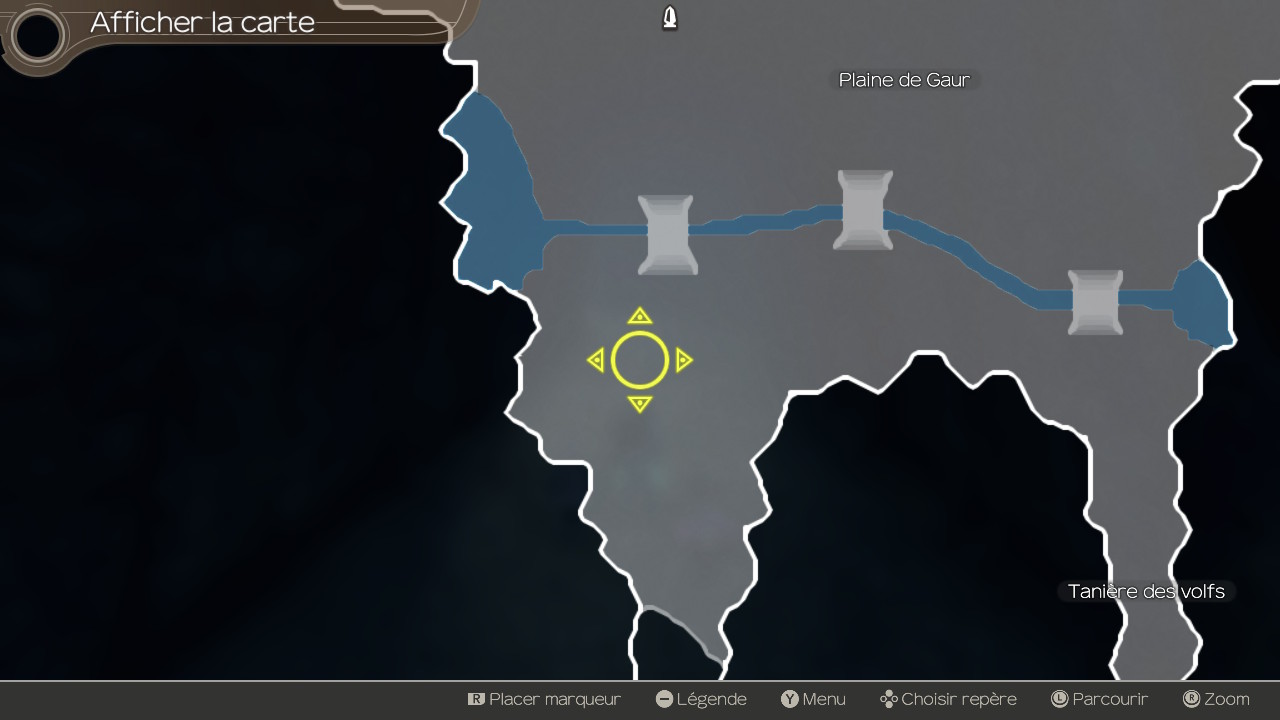 Afficher la carte
Plaine de Gaur
Tanière des volfs
R Placer marqueur
Légende
Y Menu
Choisir repère
L Parcourir
R Zoom